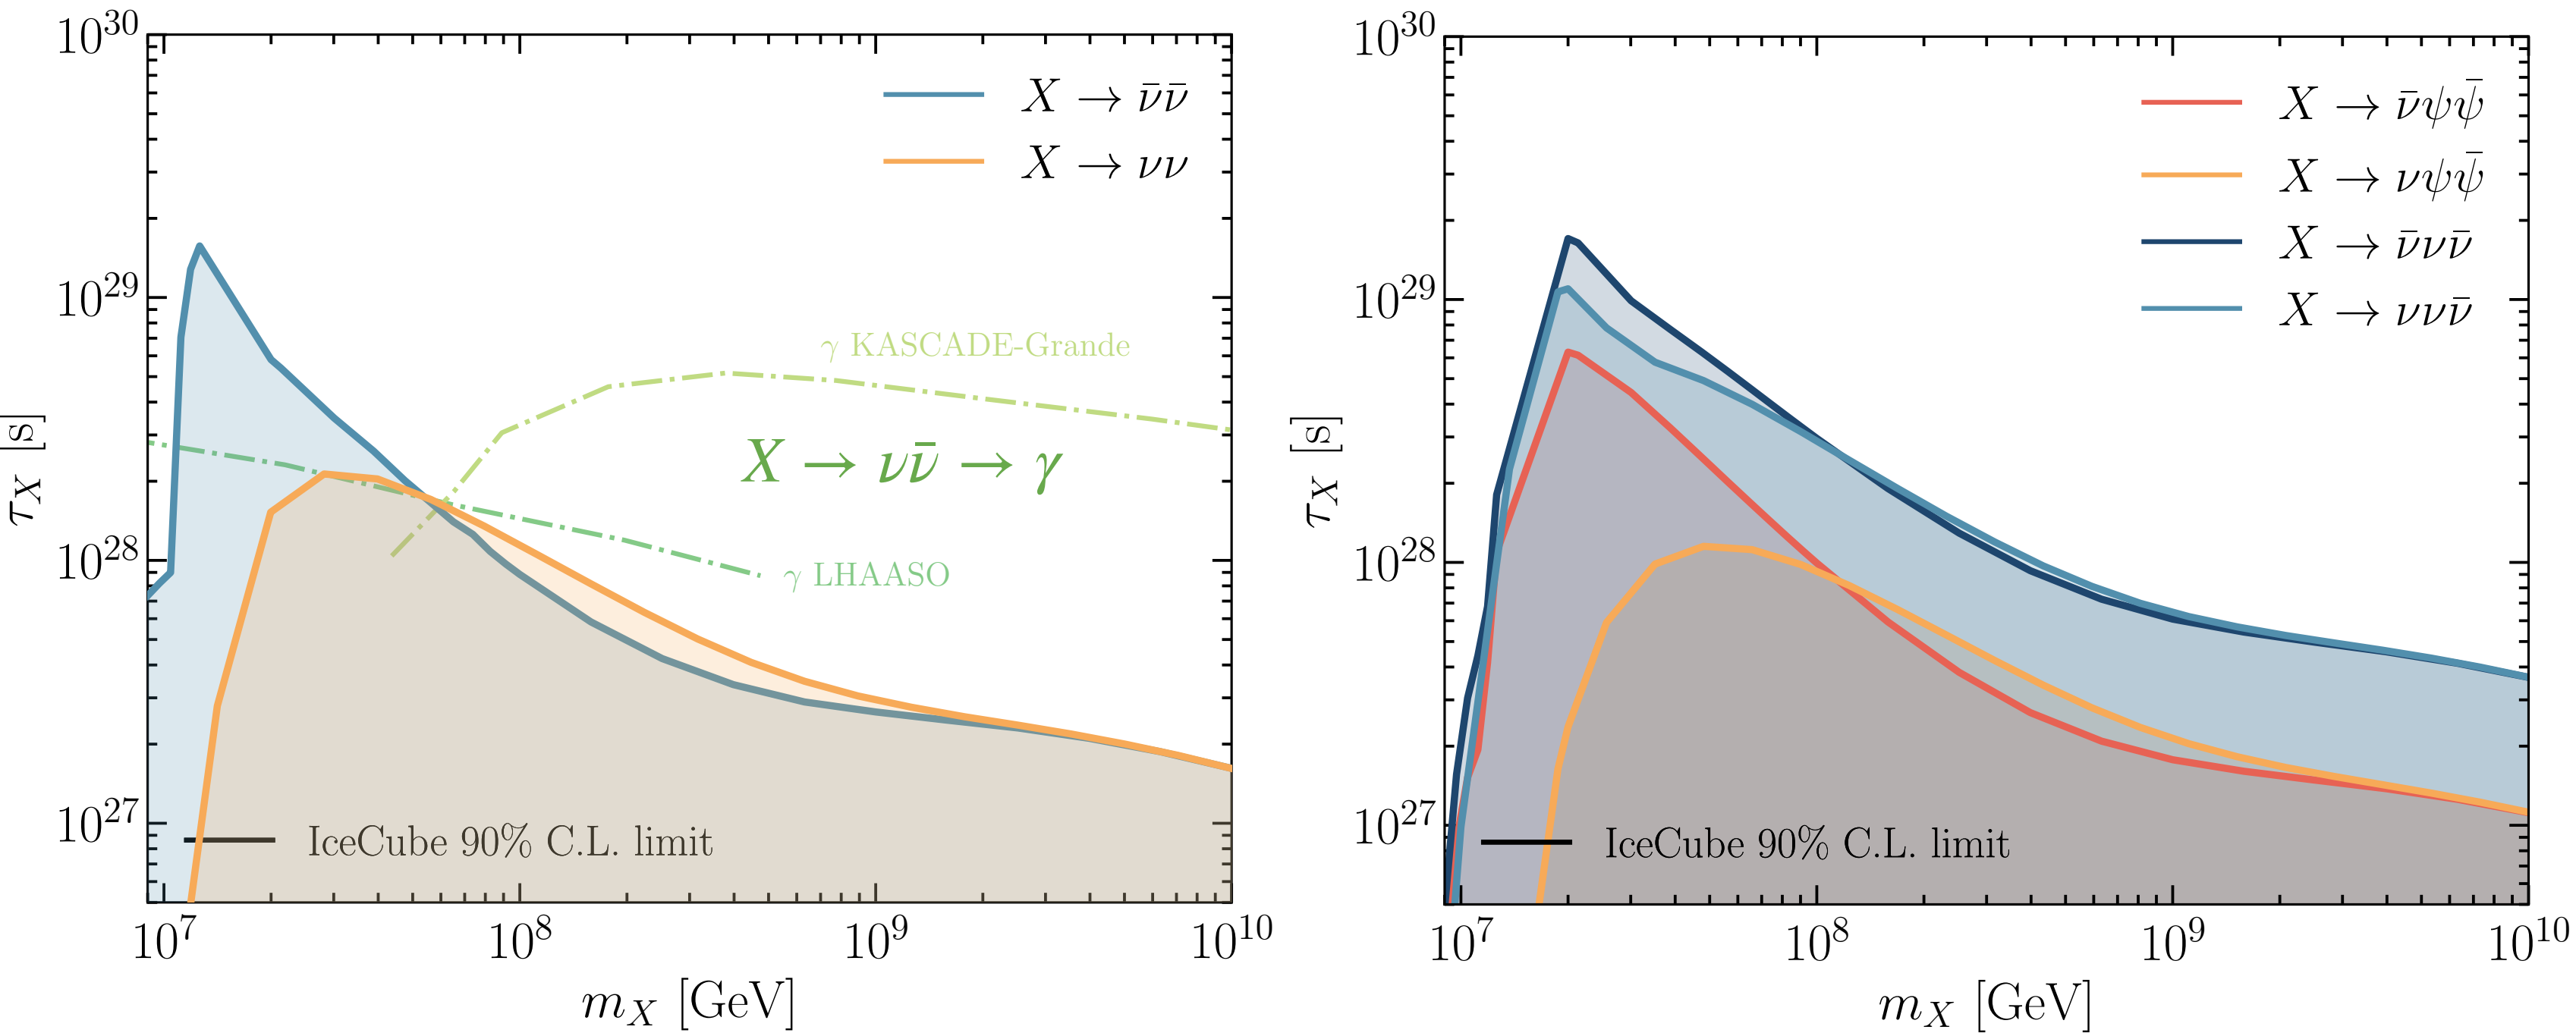 10^30
10^29
10^28
10^27
τ_X [s]
X → ν̄ν̄
X → νν
γ KASCADE-Grande
X → νν̄ → γ
γ LHAASO
IceCube 90% C.L. limit
10^7 10^8 10^9 10^10
m_X [GeV]
10^30
10^29
10^28
10^27
τ_X [s]
X → ν̄ψψ̄
X → νψψ̄
X → ν̄νν̄
X → ννν̄
IceCube 90% C.L. limit
10^7 10^8 10^9 10^10
m_X [GeV]